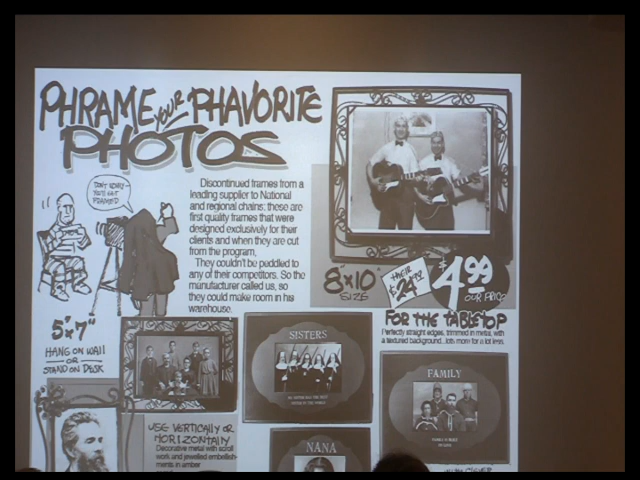 PHRAME YOUR PHAVORITE
PHOTOS
DON'T WORRY-
YOU'LL GET
FRAMED
Discontinued frames from a
leading supplier to National
and regional chains; these are
first quality frames that were
designed exclusively for their
clients and when they are cut
from the program,
They couldn't be peddled to
any of their competitors. So the
manufacturer called us, so
they could make room in his
warehouse.
8"x10"
SIZE
THEIR
$24.00
$4.99
OUR PRICE
5"x7"
HANG ON WALL
OR
STAND ON DESK
FOR THE TABLETOP
Perfectly straight edges, trimmed in metal, with
a textured background...lots more for a lot less.
SISTERS
FAMILY
NANA
USE VERTICALLY OR
HORIZONTALLY
Decorative metal with scroll
work and jewelled embellish-
ments in amber